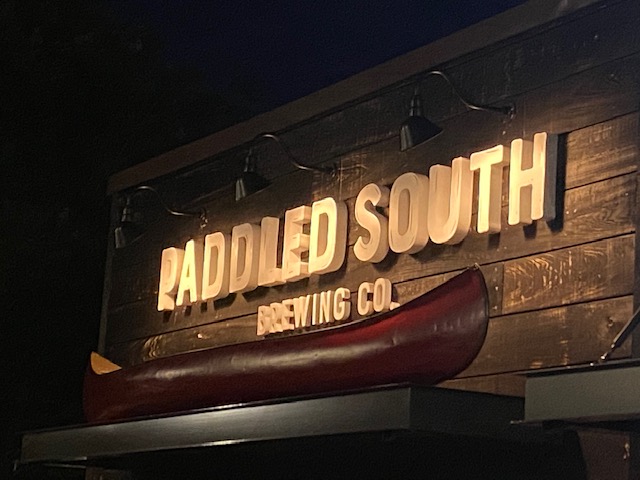 PADDLED SOUTH
BREWING CO.